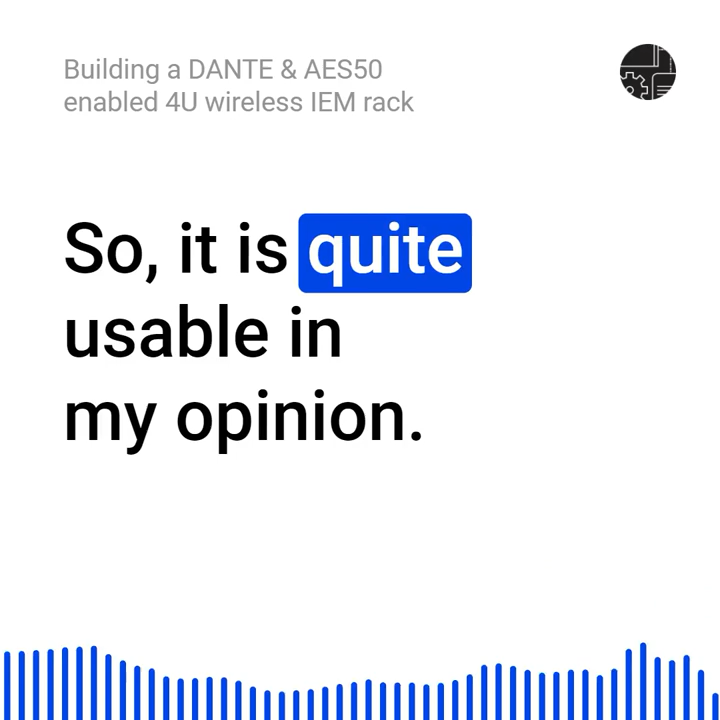 Building a DANTE & AES50
enabled 4U wireless IEM rack
So, it is quite
usable in
my opinion.